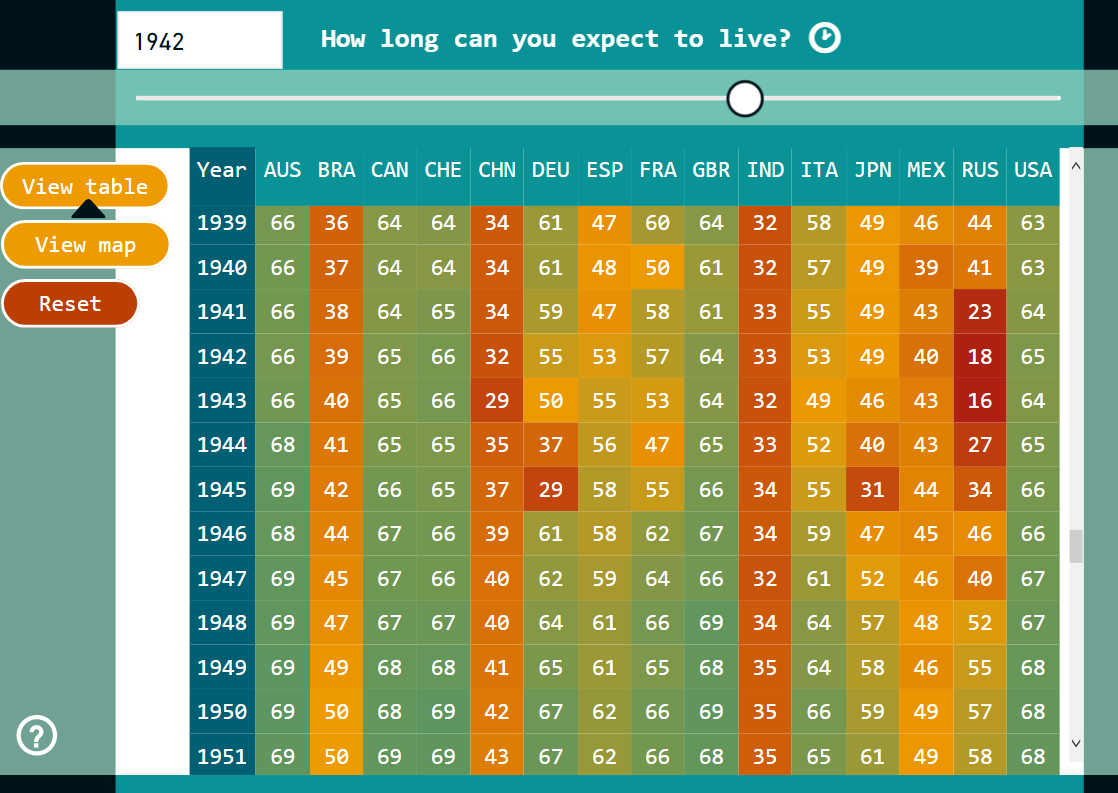 1942
How long can you expect to live?
View table
View map
Reset
?
Year AUS BRA CAN CHE CHN DEU ESP FRA GBR IND ITA JPN MEX RUS USA
1939 66 36 64 64 34 61 47 60 64 32 58 49 46 44 63
1940 66 37 64 64 34 61 48 50 61 32 57 49 39 41 63
1941 66 38 64 65 34 59 47 58 61 33 55 49 43 23 64
1942 66 39 65 66 32 55 53 57 64 33 53 49 40 18 65
1943 66 40 65 66 29 50 55 53 64 32 49 46 43 16 64
1944 68 41 65 65 35 37 56 47 65 33 52 40 43 27 65
1945 69 42 66 65 37 29 58 55 66 34 55 31 44 34 66
1946 68 44 67 66 39 61 58 62 67 34 59 47 45 46 66
1947 69 45 67 66 40 62 59 64 66 32 61 52 46 40 67
1948 69 47 67 67 40 64 61 66 69 34 64 57 48 52 67
1949 69 49 68 68 41 65 61 65 68 35 64 58 46 55 68
1950 69 50 68 69 42 67 62 66 69 35 66 59 49 57 68
1951 69 50 69 69 43 67 62 66 68 35 65 61 49 58 68